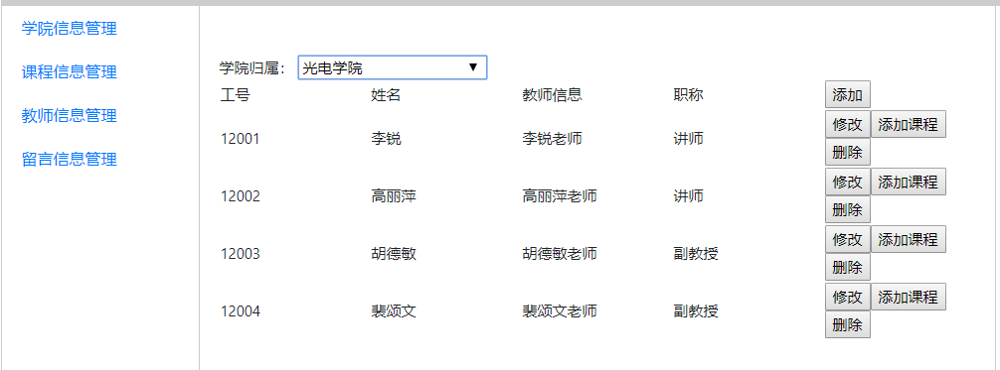 学院信息管理
课程信息管理
教师信息管理
留言信息管理
学院归属： 光电学院
工号 姓名 教师信息 职称 添加
12001 李锐 李锐老师 讲师 修改 添加课程
删除
12002 高丽萍 高丽萍老师 讲师 修改 添加课程
删除
12003 胡德敏 胡德敏老师 副教授 修改 添加课程
删除
12004 裴颂文 裴颂文老师 副教授 修改 添加课程
删除